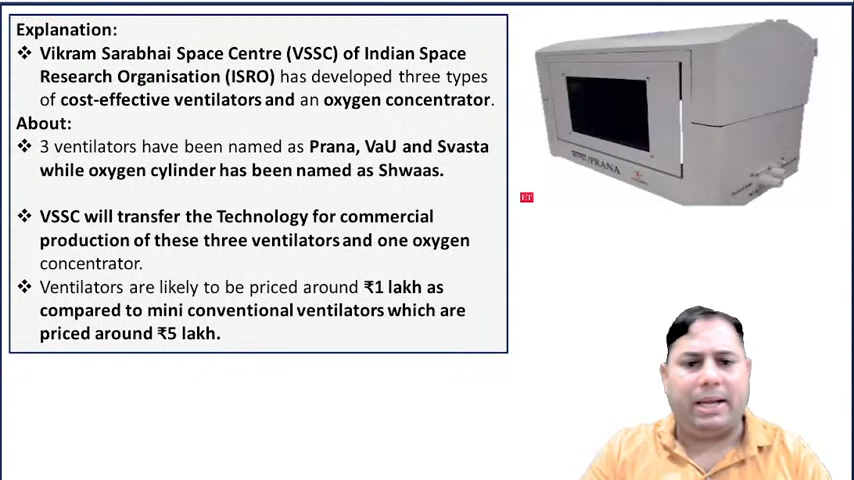 Explanation:
❖ Vikram Sarabhai Space Centre (VSSC) of Indian Space
Research Organisation (ISRO) has developed three types
of cost-effective ventilators and an oxygen concentrator.
About:
❖ 3 ventilators have been named as Prana, VaU and Svasta
while oxygen cylinder has been named as Shwaas.
❖ VSSC will transfer the Technology for commercial
production of these three ventilators and one oxygen
concentrator.
❖ Ventilators are likely to be priced around ₹1 lakh as
compared to mini conventional ventilators which are
priced around ₹5 lakh.
PRANA
ET